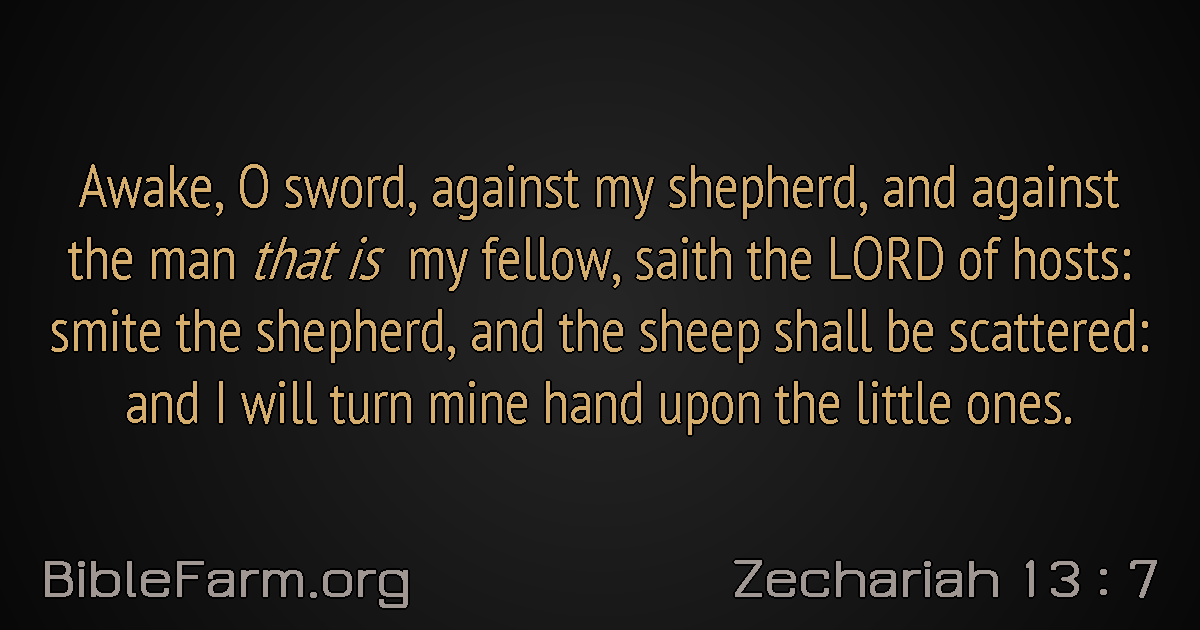 Awake, O sword, against my shepherd, and against
the man that is my fellow, saith the LORD of hosts:
smite the shepherd, and the sheep shall be scattered:
and I will turn mine hand upon the little ones.
BibleFarm.org
Zechariah 13 : 7